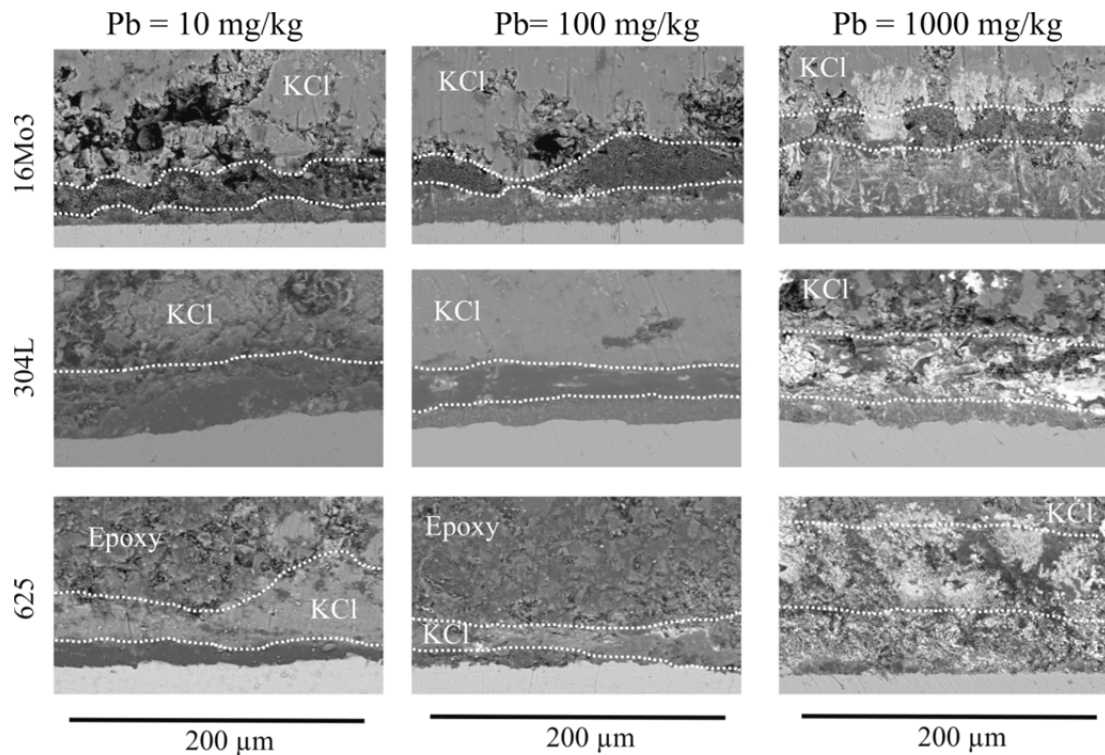 Pb = 10 mg/kg
Pb= 100 mg/kg
Pb = 1000 mg/kg
16Mo3
KCl
KCl
KCl
304L
KCl
KCl
KCl
625
Epoxy
KCl
Epoxy
KCl
KCl
200 µm
200 µm
200 µm